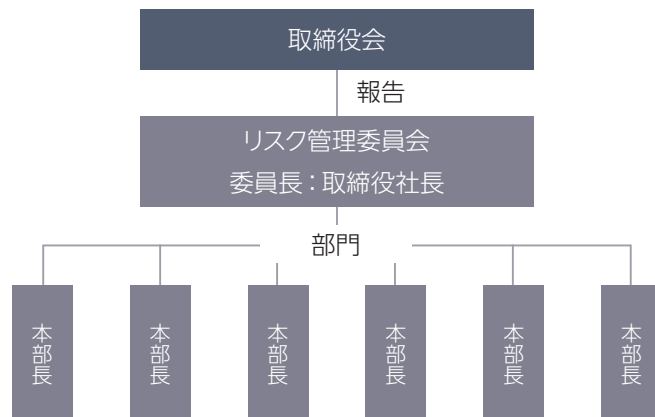 取締役会
報告
リスク管理委員会
委員長：取締役社長
部門
本部長
本部長
本部長
本部長
本部長
本部長